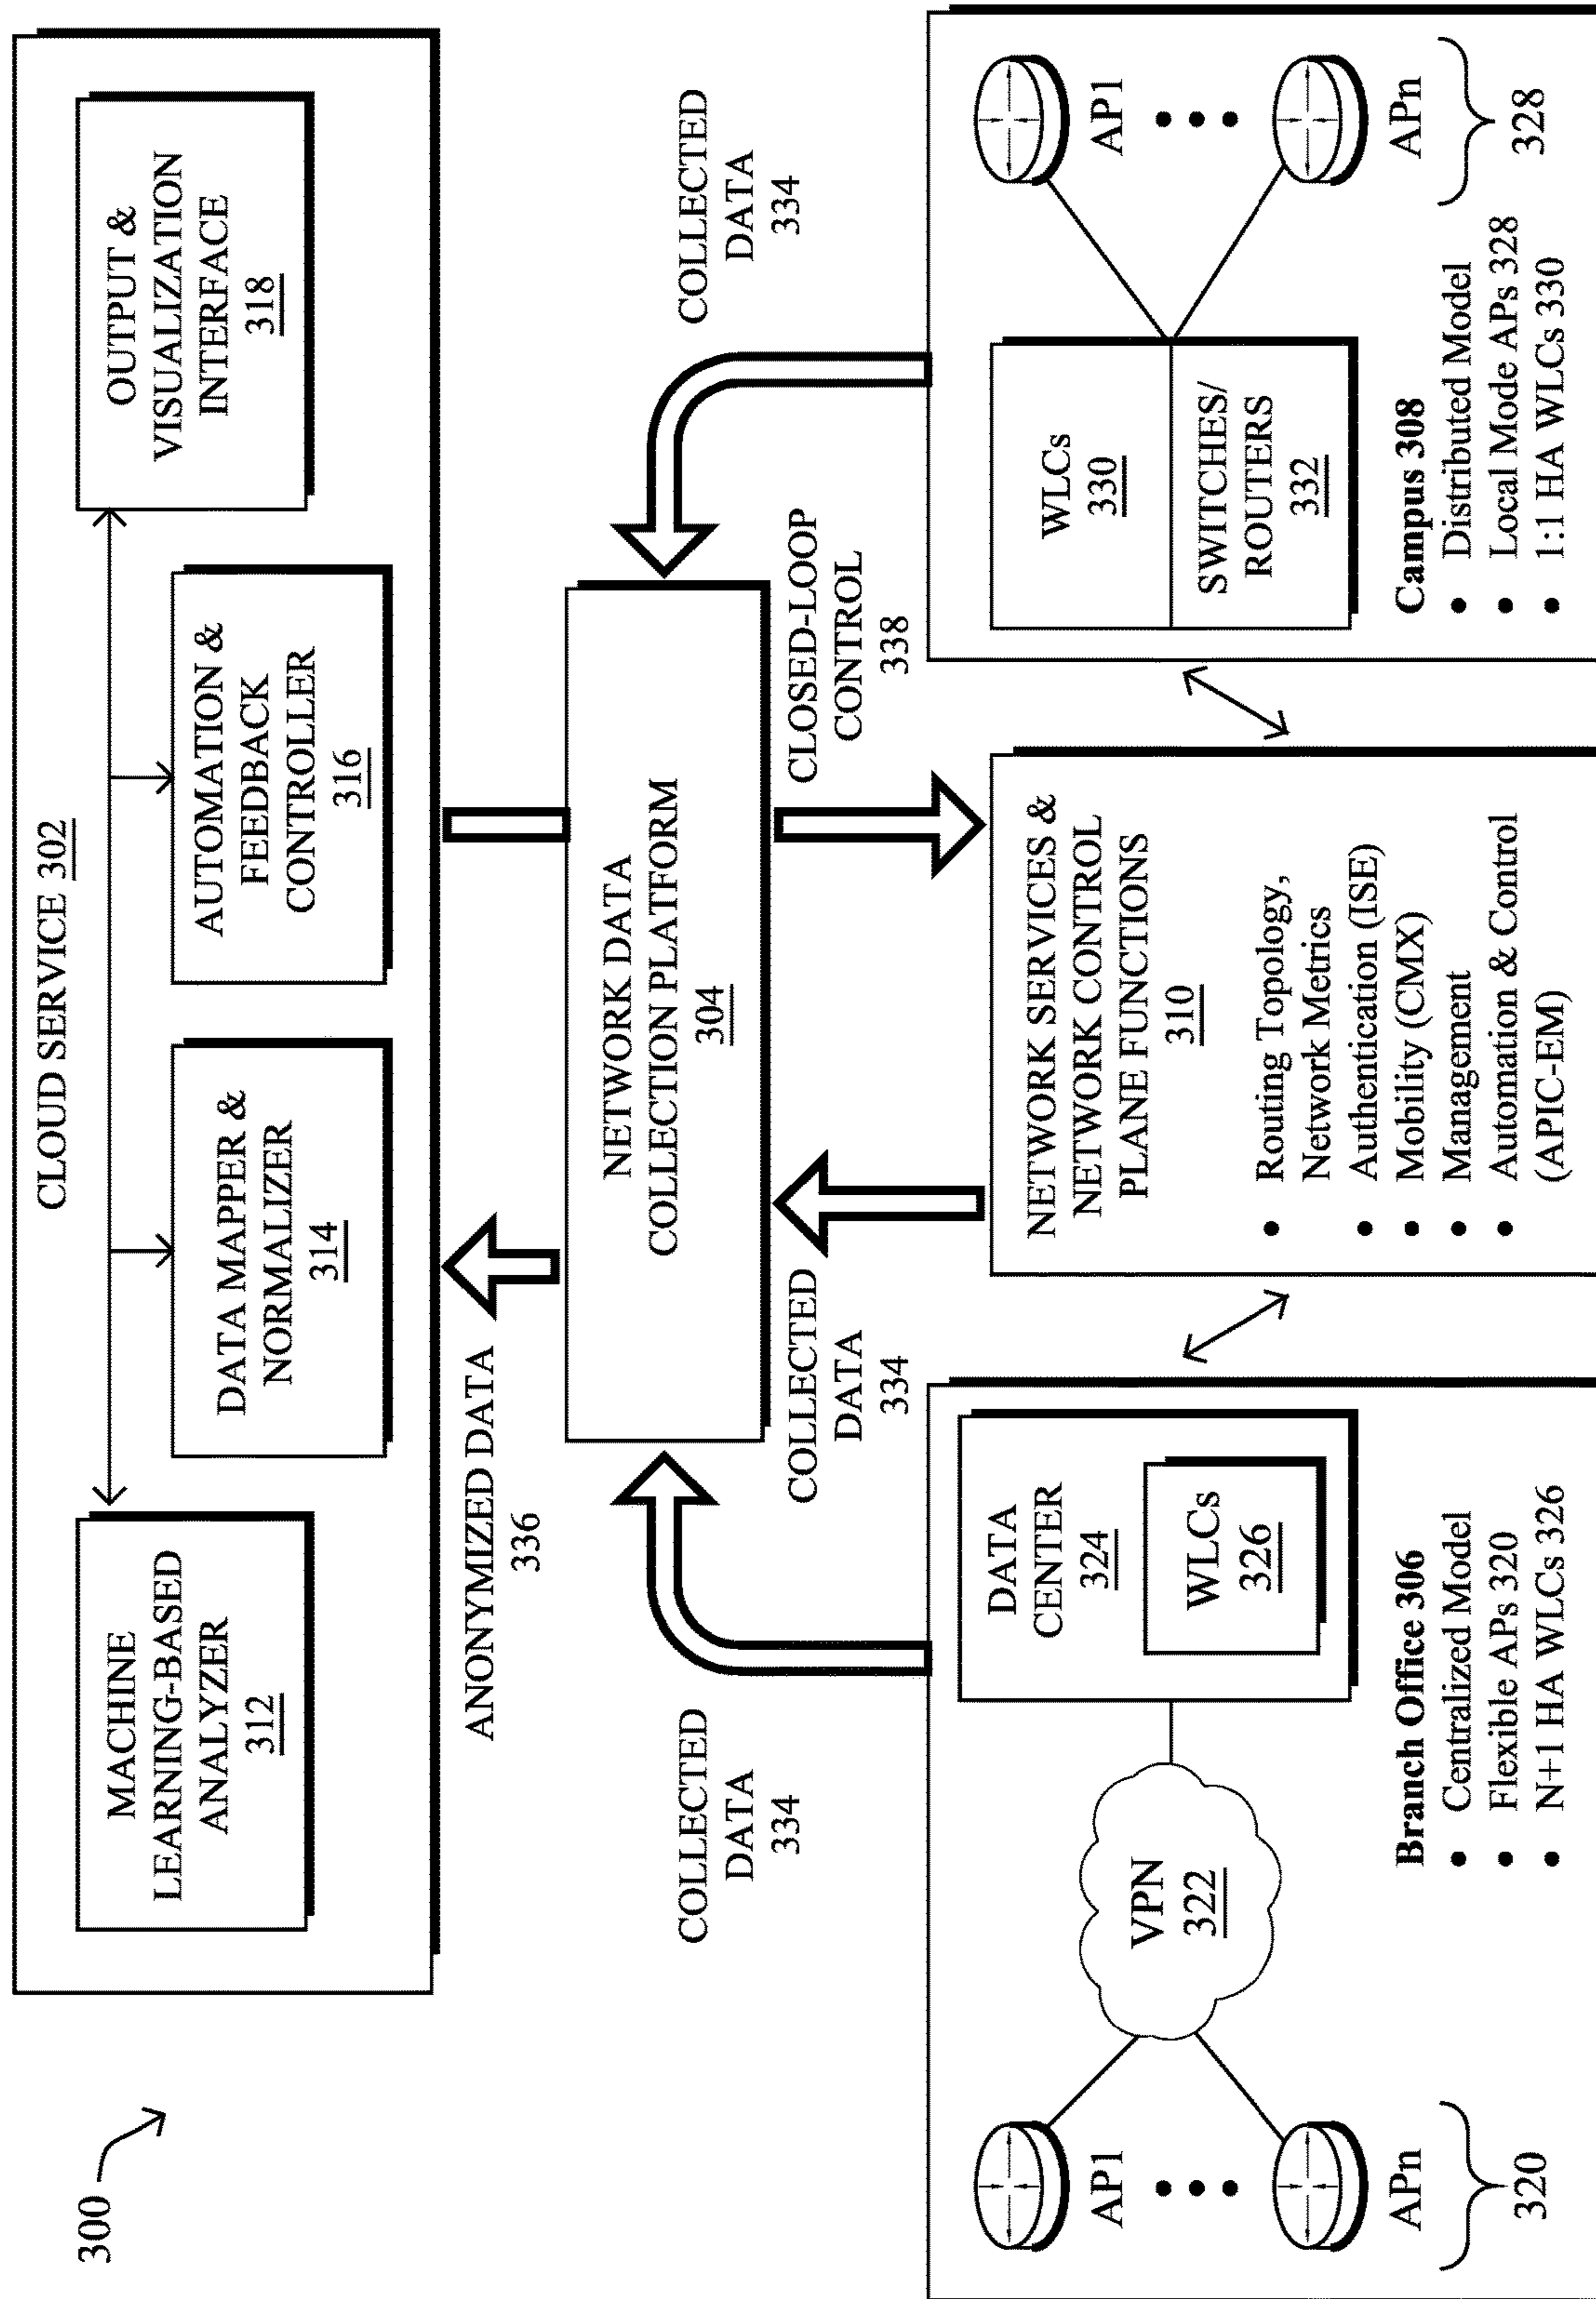 300
CLOUD SERVICE 302
MACHINE
LEARNING-BASED
ANALYZER
312
DATA MAPPER &
NORMALIZER
314
AUTOMATION &
FEEDBACK
CONTROLLER
316
OUTPUT &
VISUALIZATION
INTERFACE
318
ANONYMIZED DATA
336
COLLECTED
DATA
334
NETWORK DATA
COLLECTION PLATFORM
304
COLLECTED
DATA
334
COLLECTED
DATA
334
CLOSED-LOOP
CONTROL
338
AP1
APn
320
VPN
322
DATA
CENTER
324
WLCs
326
Branch Office 306
• Centralized Model
• Flexible APs 320
• N+1 HA WLCs 326
NETWORK SERVICES &
NETWORK CONTROL
PLANE FUNCTIONS
310
• Routing Topology,
Network Metrics
• Authentication (ISE)
• Mobility (CMX)
• Management
• Automation & Control
(APIC-EM)
WLCs
330
SWITCHES/
ROUTERS
332
AP1
APn
328
Campus 308
• Distributed Model
• Local Mode APs 328
• 1:1 HA WLCs 330